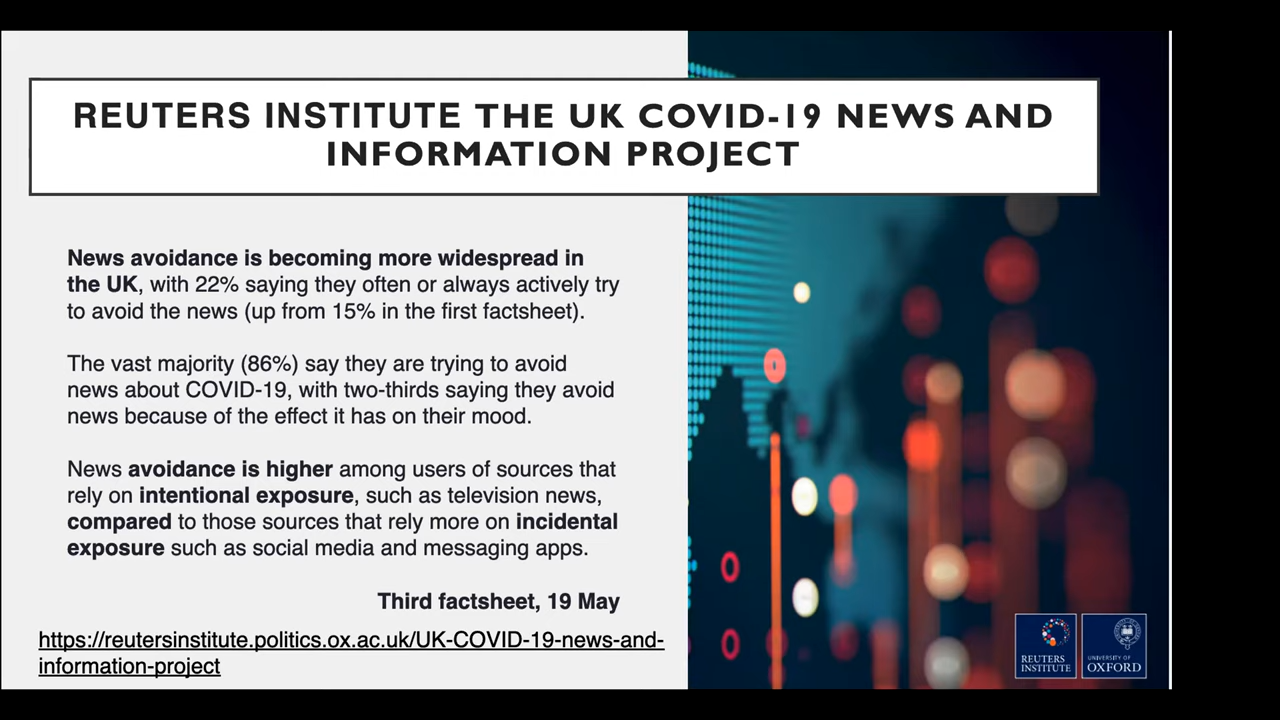 REUTERS INSTITUTE THE UK COVID-19 NEWS AND
INFORMATION PROJECT
News avoidance is becoming more widespread in
the UK, with 22% saying they often or always actively try
to avoid the news (up from 15% in the first factsheet).
The vast majority (86%) say they are trying to avoid
news about COVID-19, with two-thirds saying they avoid
news because of the effect it has on their mood.
News avoidance is higher among users of sources that
rely on intentional exposure, such as television news,
compared to those sources that rely more on incidental
exposure such as social media and messaging apps.
Third factsheet, 19 May
https://reutersinstitute.politics.ox.ac.uk/UK-COVID-19-news-and-
information-project
REUTERS
INSTITUTE
UNIVERSITY OF
OXFORD